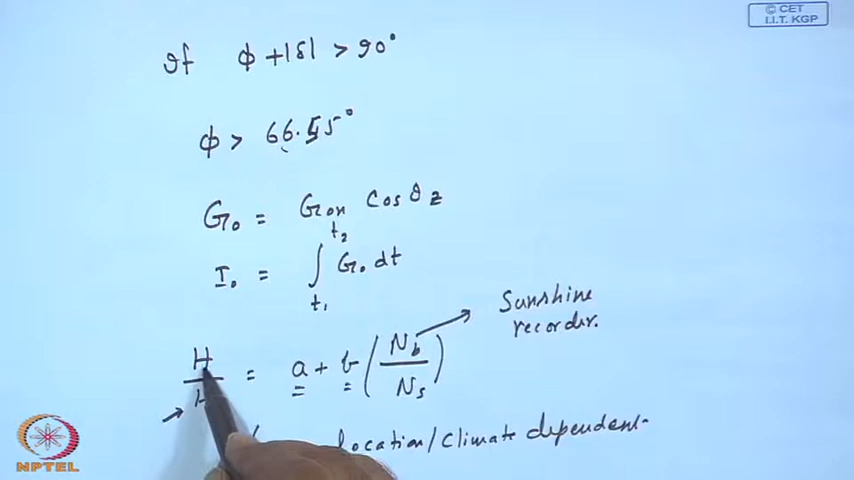 © CET
I.I.T. KGP
If φ + |δ| > 90°
φ > 66.55°
G₀ = G₀ₙ cos θz
I₀ = ∫ t₁ t₂ G₀ dt
H = a + b (N_b / N_s)
Sunshine
recorder.
location/climate dependent
NPTEL